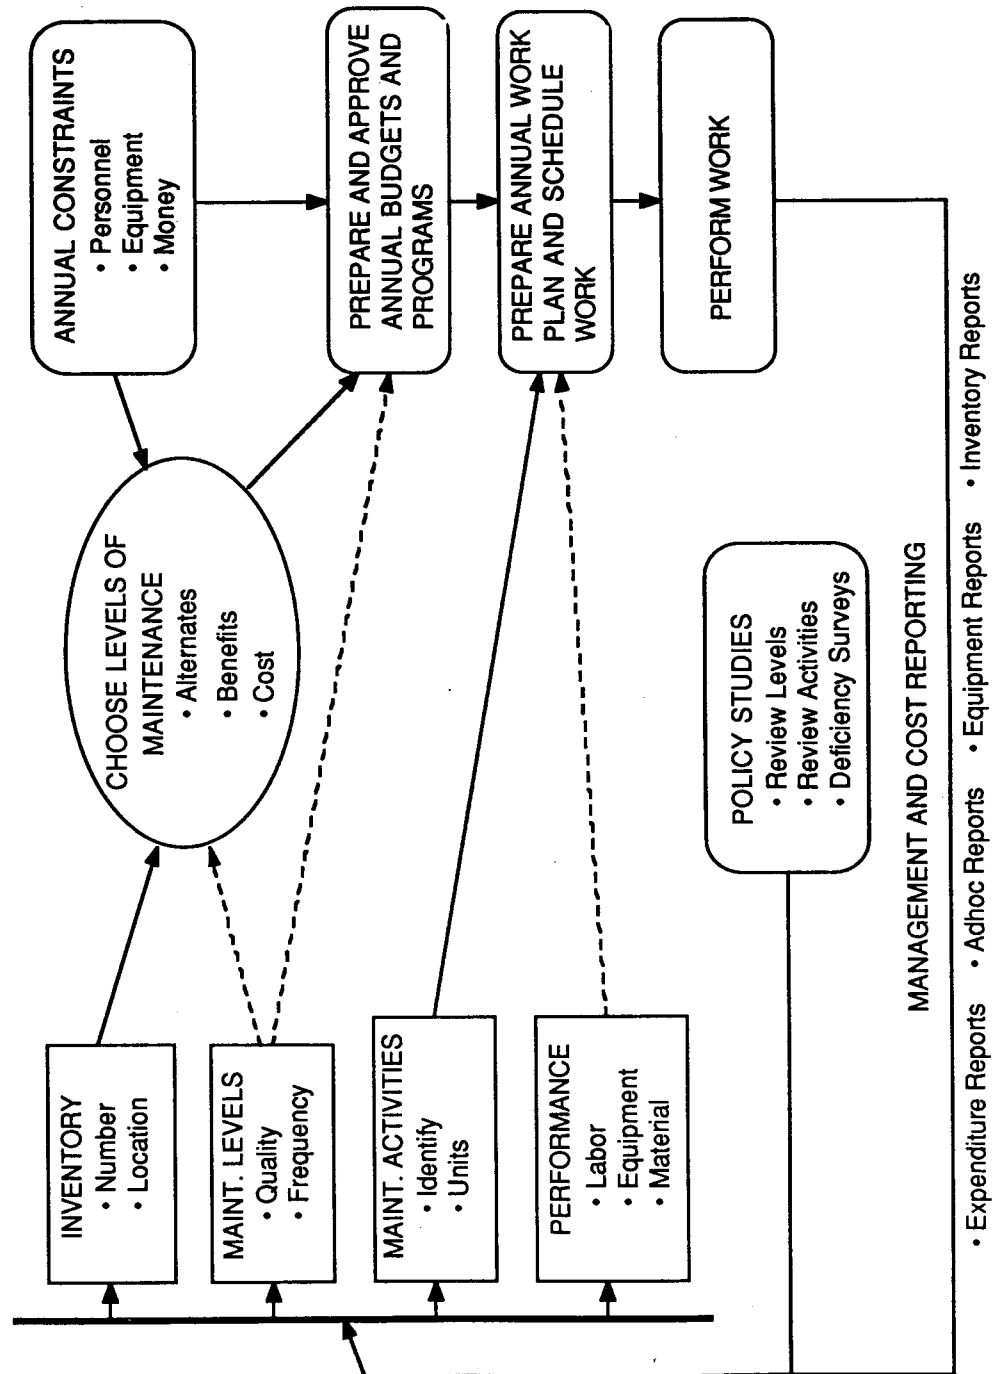 INVENTORY
• Number
• Location
MAINT. LEVELS
• Quality
• Frequency
MAINT. ACTIVITIES
• Identify
• Units
PERFORMANCE
• Labor
• Equipment
• Material
CHOOSE LEVELS OF
MAINTENANCE
• Alternates
• Benefits
• Cost
ANNUAL CONSTRAINTS
• Personnel
• Equipment
• Money
PREPARE AND APPROVE
ANNUAL BUDGETS AND
PROGRAMS
PREPARE ANNUAL WORK
PLAN AND SCHEDULE
WORK
PERFORM WORK
POLICY STUDIES
• Review Levels
• Review Activities
• Deficiency Surveys
MANAGEMENT AND COST REPORTING
• Expenditure Reports • Adhoc Reports • Equipment Reports • Inventory Reports